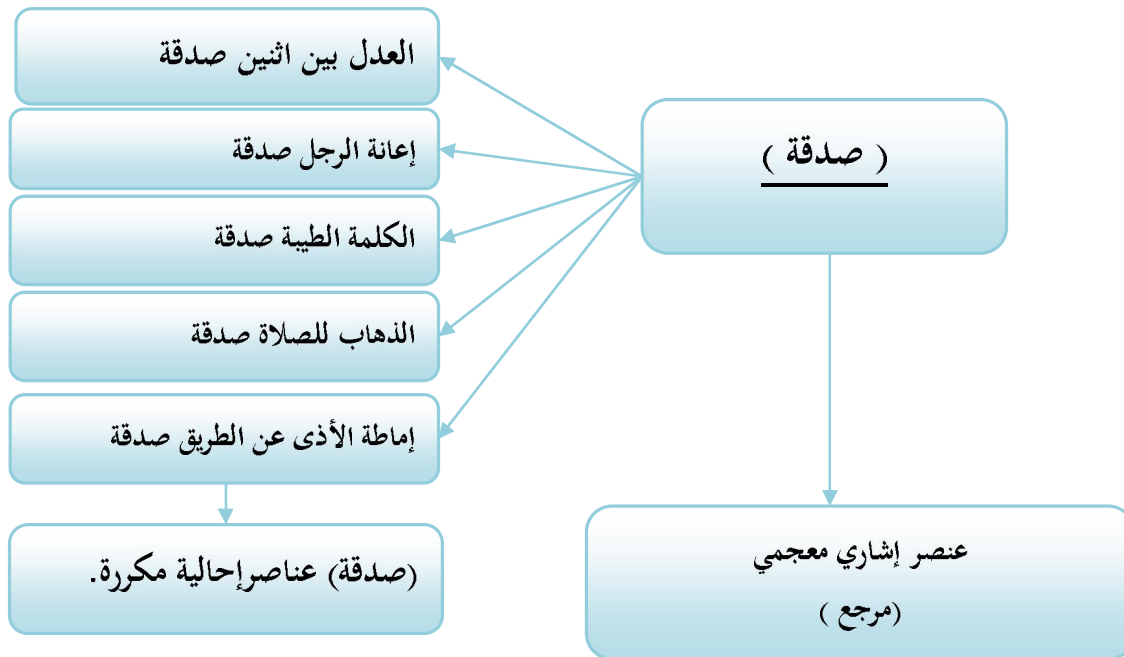 ( صدقة )
العدل بين اثنين صدقة
إعانة الرجل صدقة
الكلمة الطيبة صدقة
الذهاب للصلاة صدقة
إماطة الأذى عن الطريق صدقة
(صدقة) عناصرإحالية مكررة.
عنصر إشاري معجمي
(مرجع )